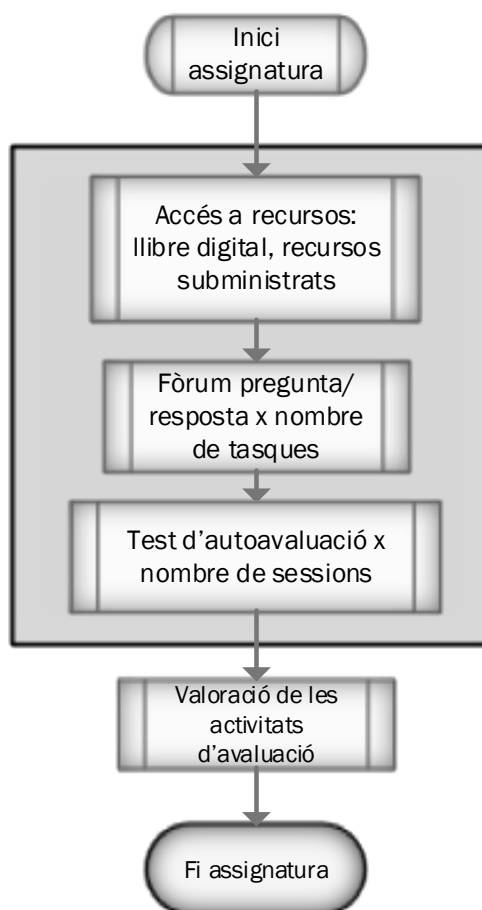 Inici
assignatura
Accés a recursos:
llibre digital, recursos
subministrats
Fòrum pregunta/
resposta x nombre
de tasques
Test d’autoavaluació x
nombre de sessions
Valoració de les
activitats
d’avaluació
Fi assignatura